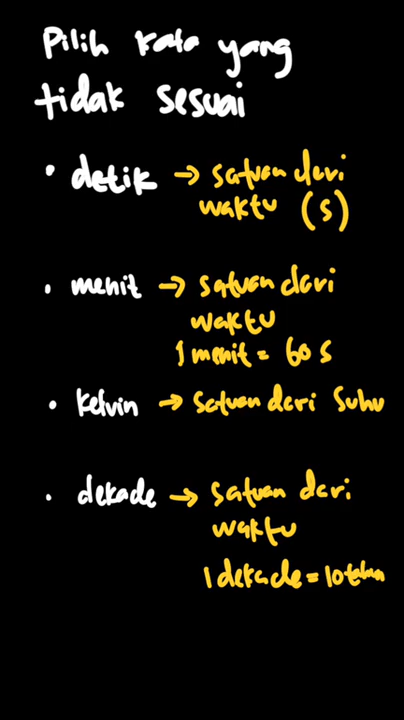 Pilih kata yang
tidak sesuai
• detik → satuan dari
waktu (s)
• menit → satuan dari
waktu
1 menit = 60 s
• kelvin → satuan dari suhu
• dekade → satuan dari
waktu
1 dekade = 10 tahun